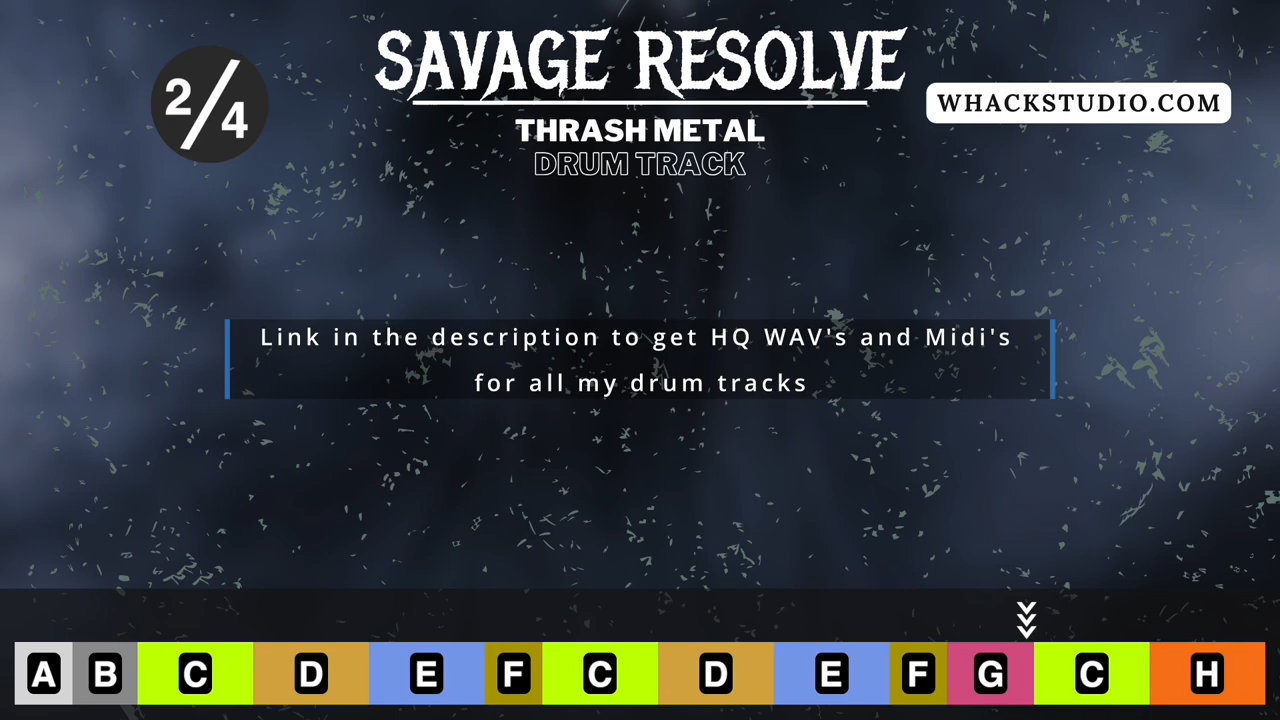 SAVAGE RESOLVE
2/4
WHACKSTUDIO.COM
THRASH METAL
DRUM TRACK
Link in the description to get HQ WAV's and Midi's
for all my drum tracks
A B C D E F C D E F G C H